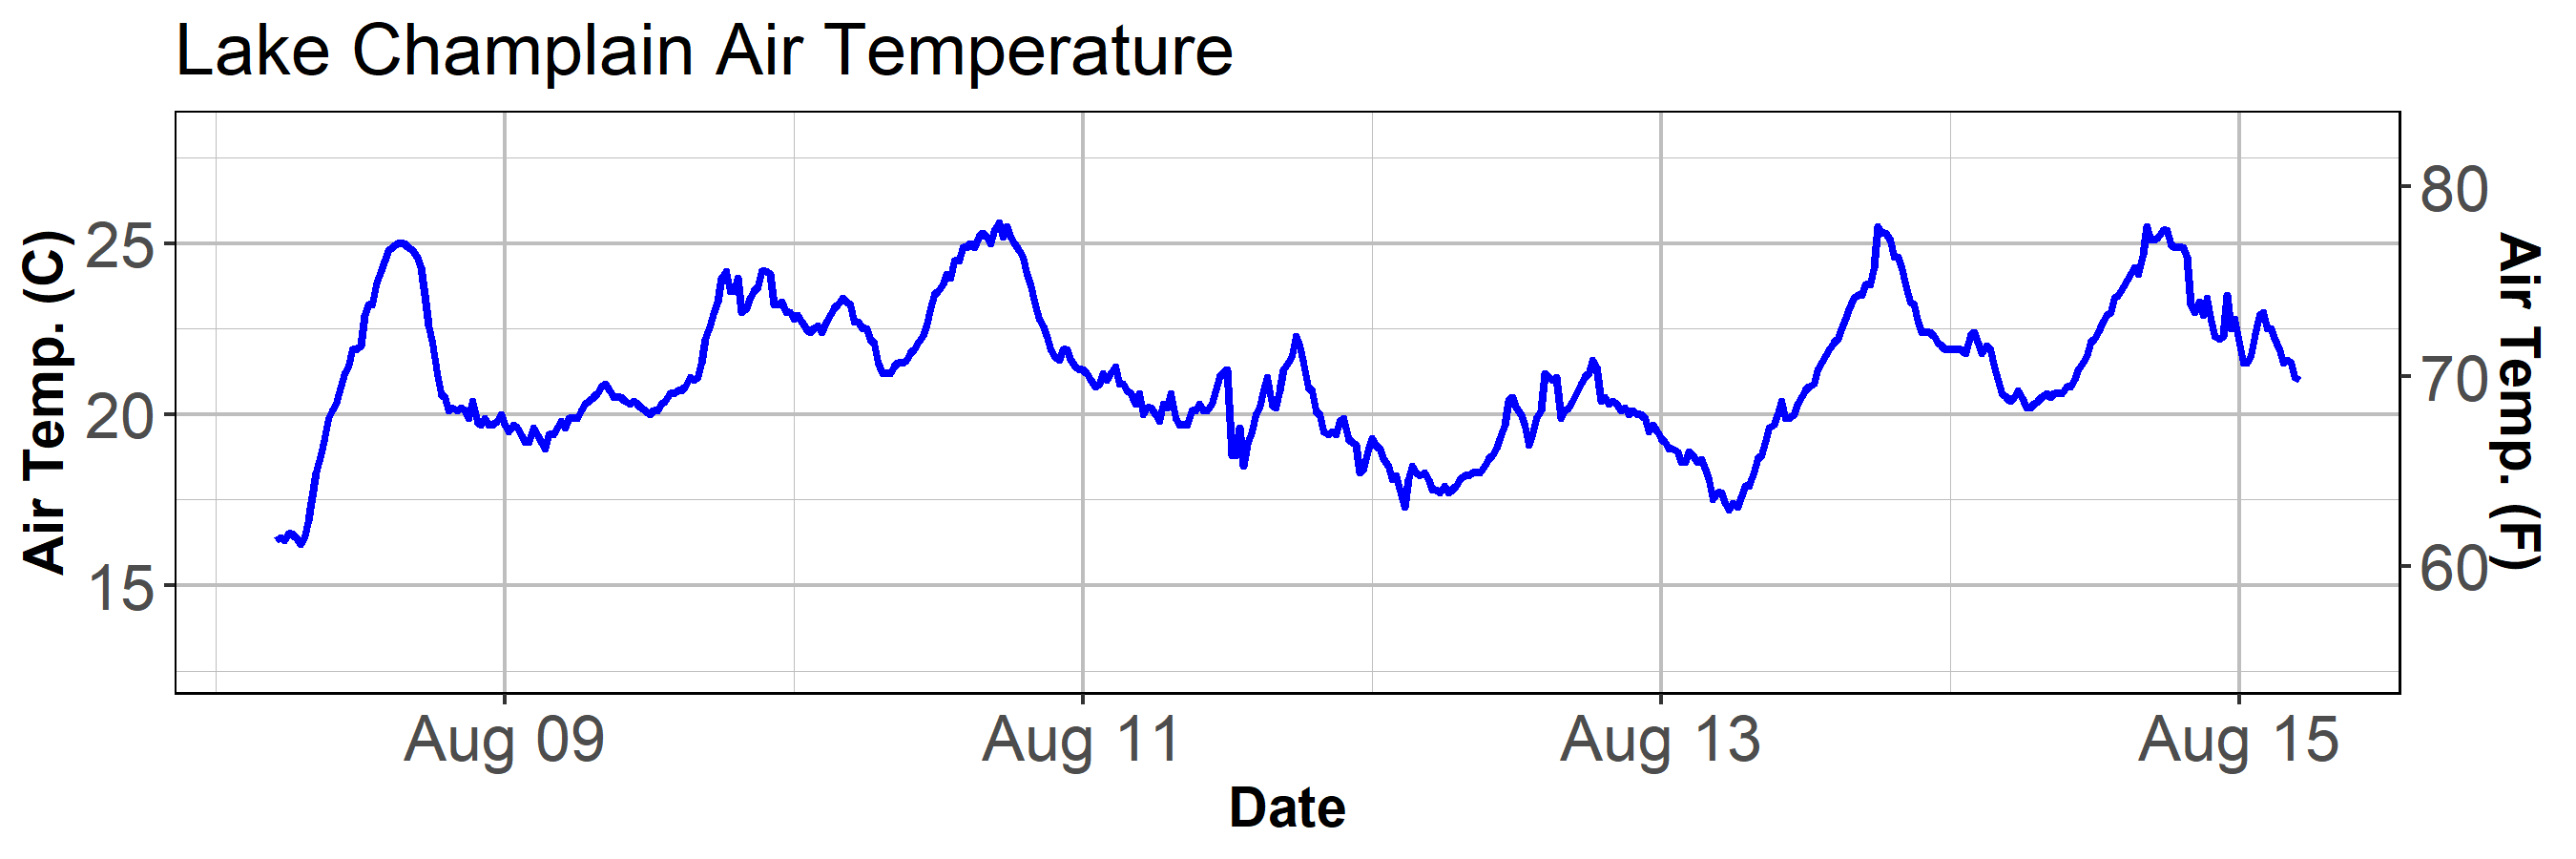 Lake Champlain Air Temperature
Air Temp. (C)
25
20
15
80
70
60
Air Temp. (F)
Aug 09 Aug 11 Aug 13 Aug 15
Date